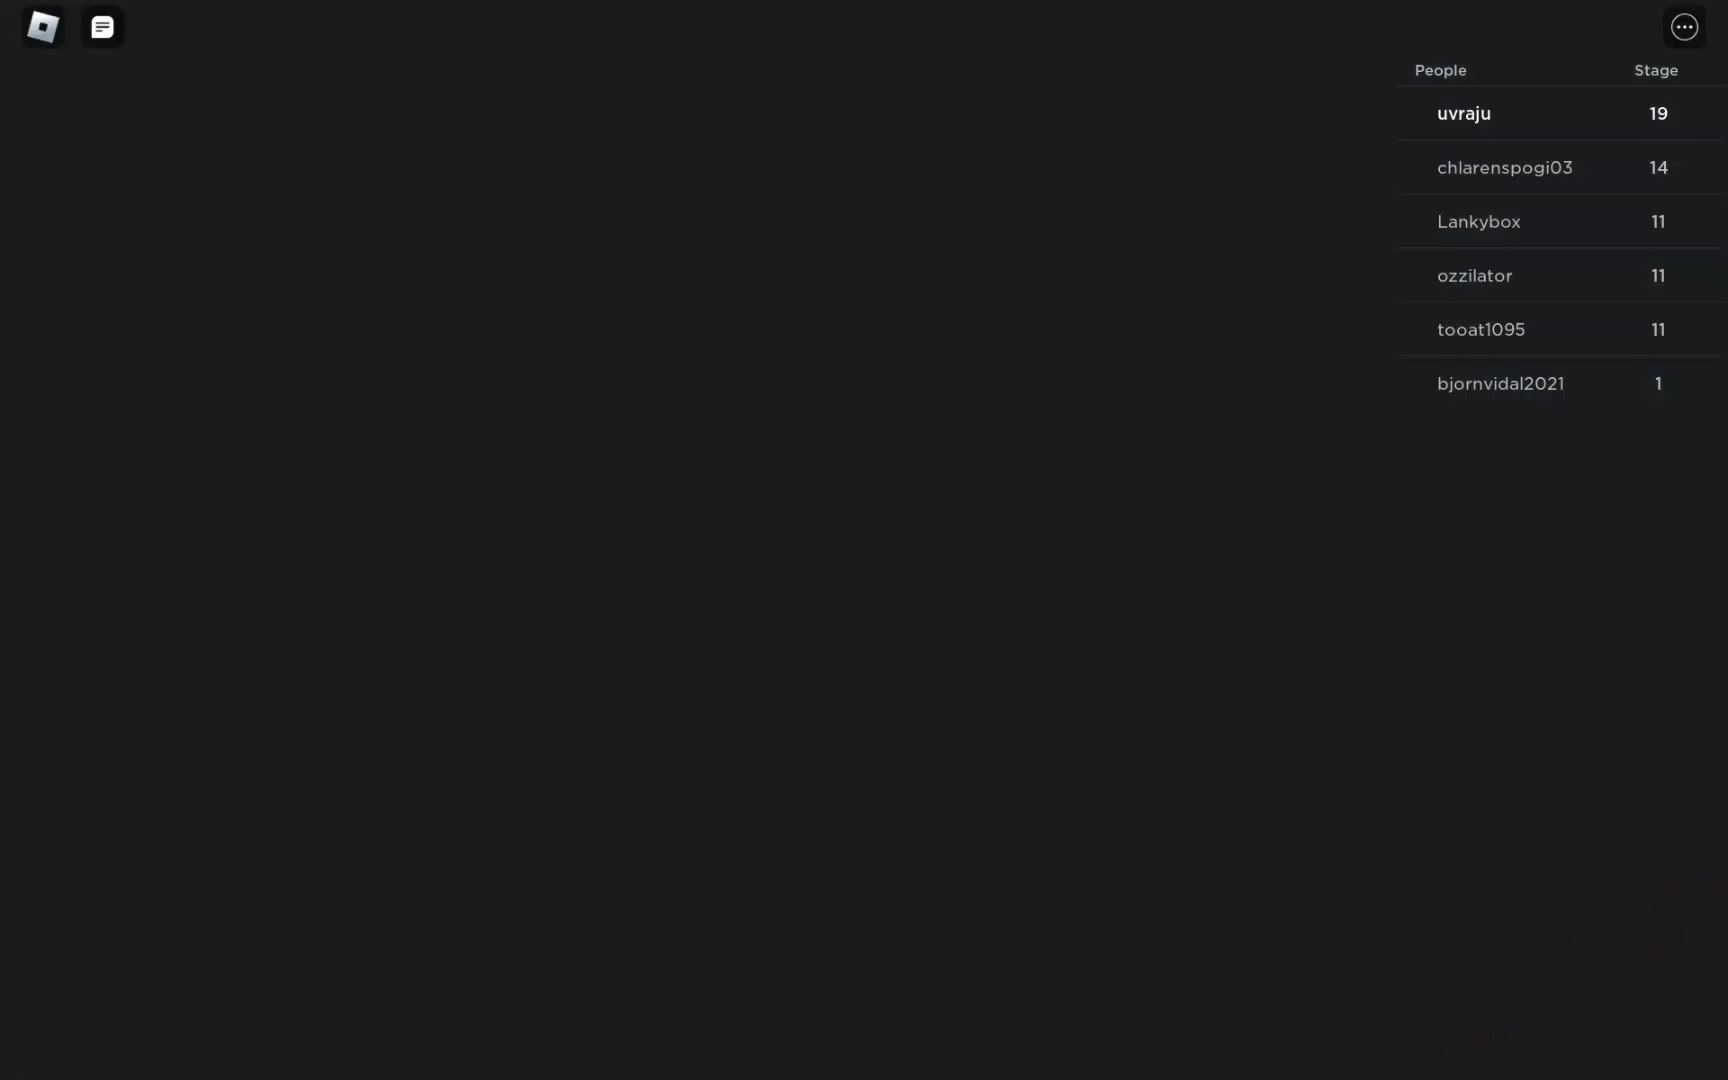 People Stage
uvraju 19
chlarenspogi03 14
Lankybox 11
ozzilator 11
tooat1095 11
bjornvidal2021 1